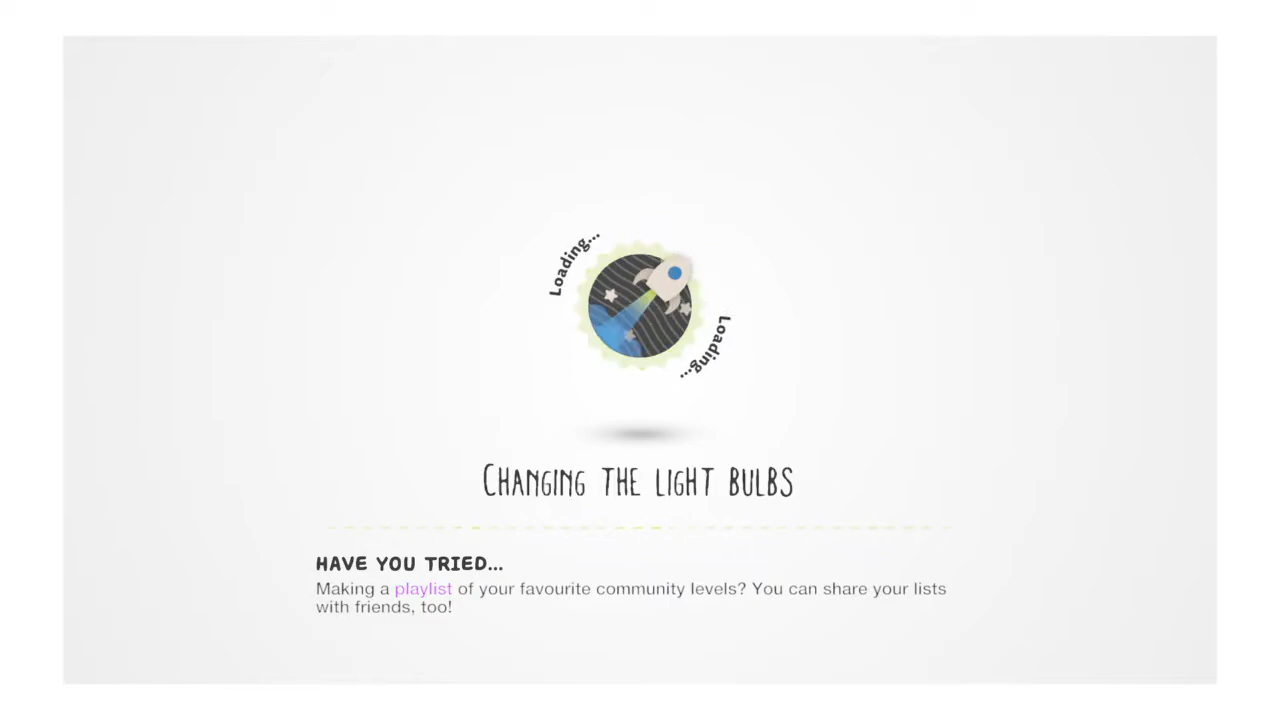 Loading...
Loading...
Changing the light bulbs
HAVE YOU TRIED...
Making a playlist of your favourite community levels? You can share your lists
with friends, too!